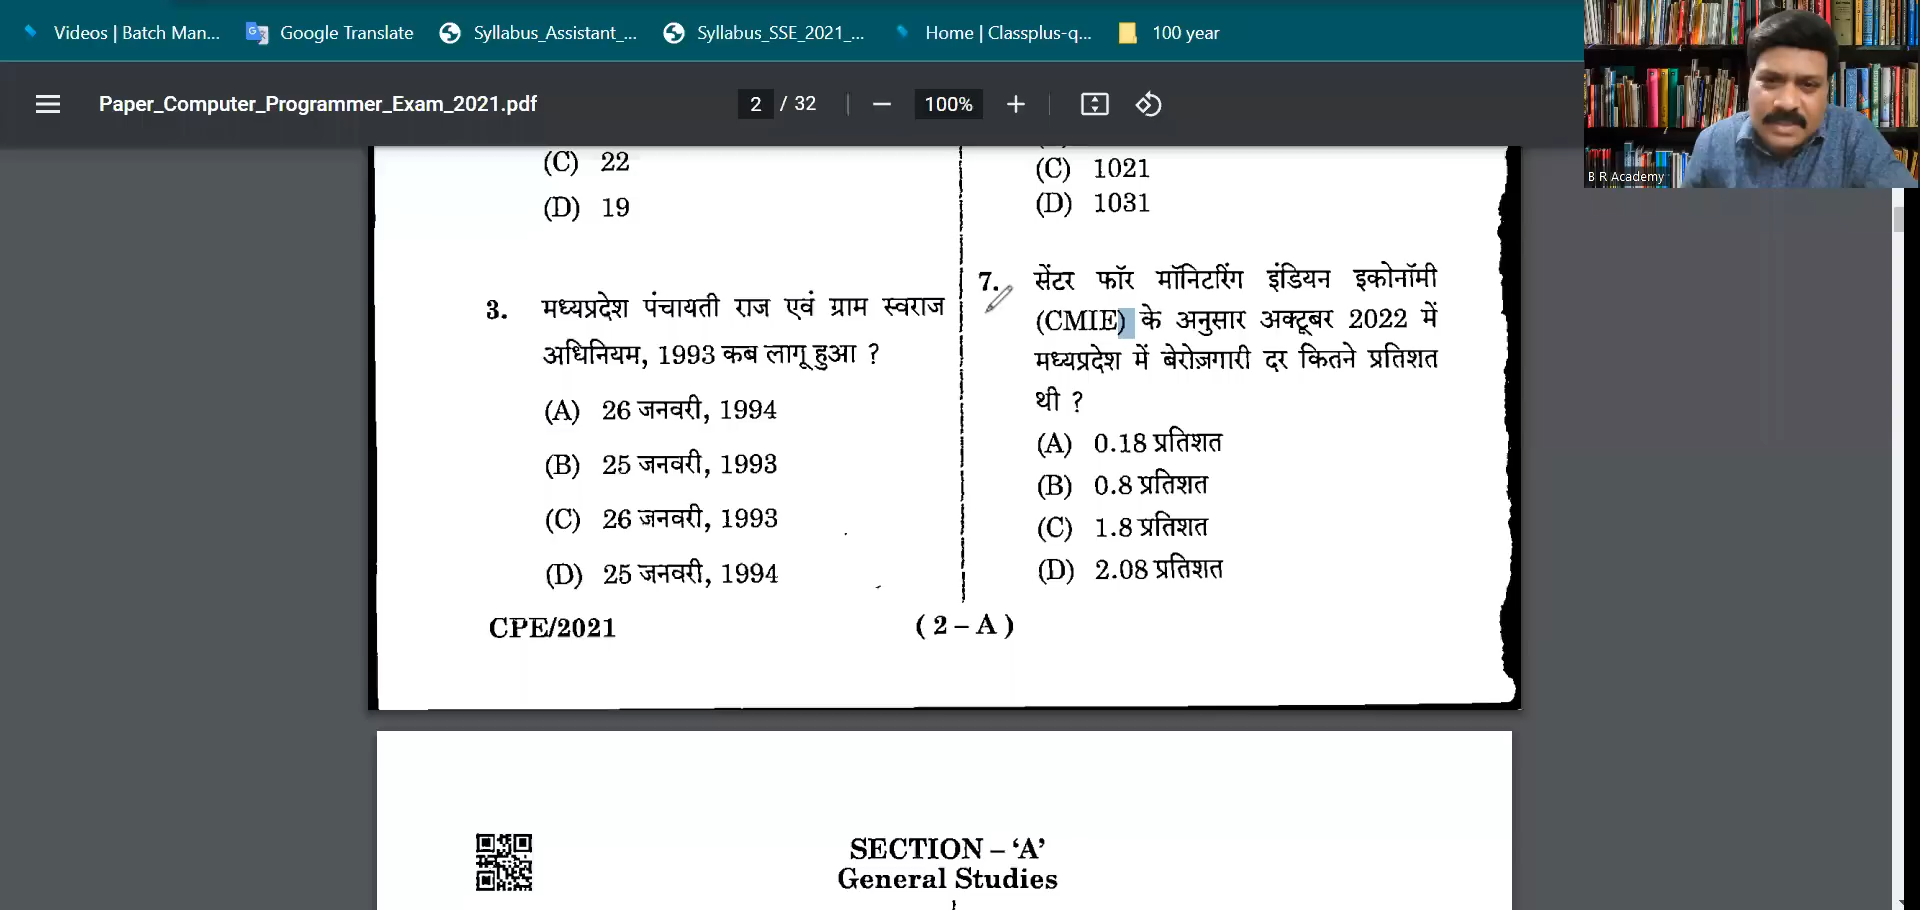 Videos | Batch Man...
Google Translate
Syllabus_Assistant_...
Syllabus_SSE_2021_...
Home | Classplus-q...
100 year
Paper_Computer_Programmer_Exam_2021.pdf
2 / 32
100%
B R Academy
(C) 22
(D) 19
3. मध्यप्रदेश पंचायती राज एवं ग्राम स्वराज
अधिनियम, 1993 कब लागू हुआ ?
(A) 26 जनवरी, 1994
(B) 25 जनवरी, 1993
(C) 26 जनवरी, 1993
(D) 25 जनवरी, 1994
(C) 1021
(D) 1031
7. सेंटर फॉर मॉनिटरिंग इंडियन इकोनॉमी
(CMIE) के अनुसार अक्टूबर 2022 में
मध्यप्रदेश में बेरोज़गारी दर कितने प्रतिशत
थी ?
(A) 0.18 प्रतिशत
(B) 0.8 प्रतिशत
(C) 1.8 प्रतिशत
(D) 2.08 प्रतिशत
CPE/2021
( 2 – A )
SECTION – ‘A’
General Studies